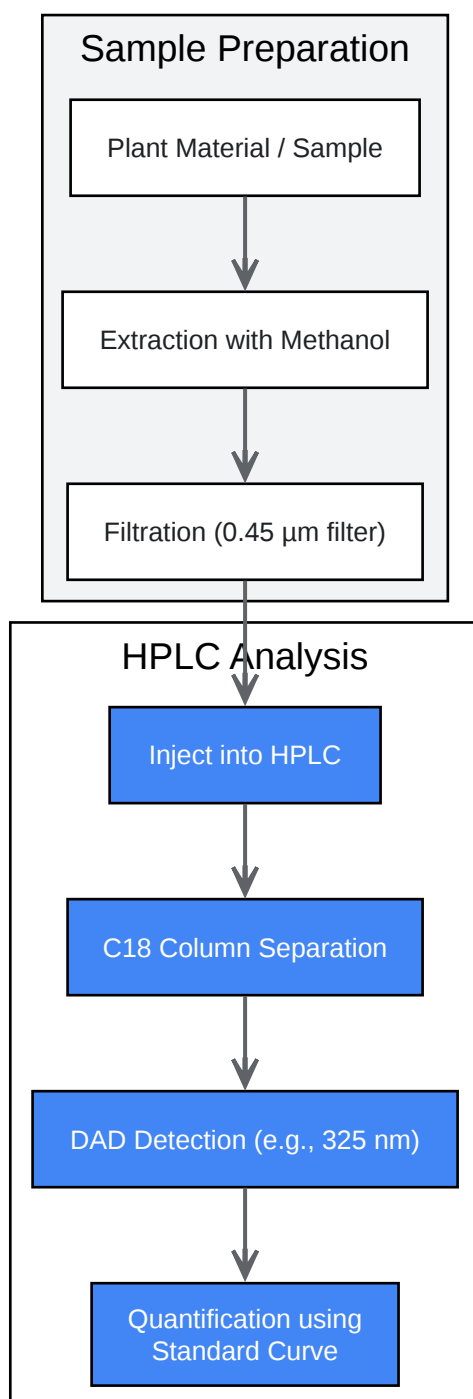 Sample Preparation
Plant Material / Sample
Extraction with Methanol
Filtration (0.45 µm filter)
HPLC Analysis
Inject into HPLC
C18 Column Separation
DAD Detection (e.g., 325 nm)
Quantification using
Standard Curve